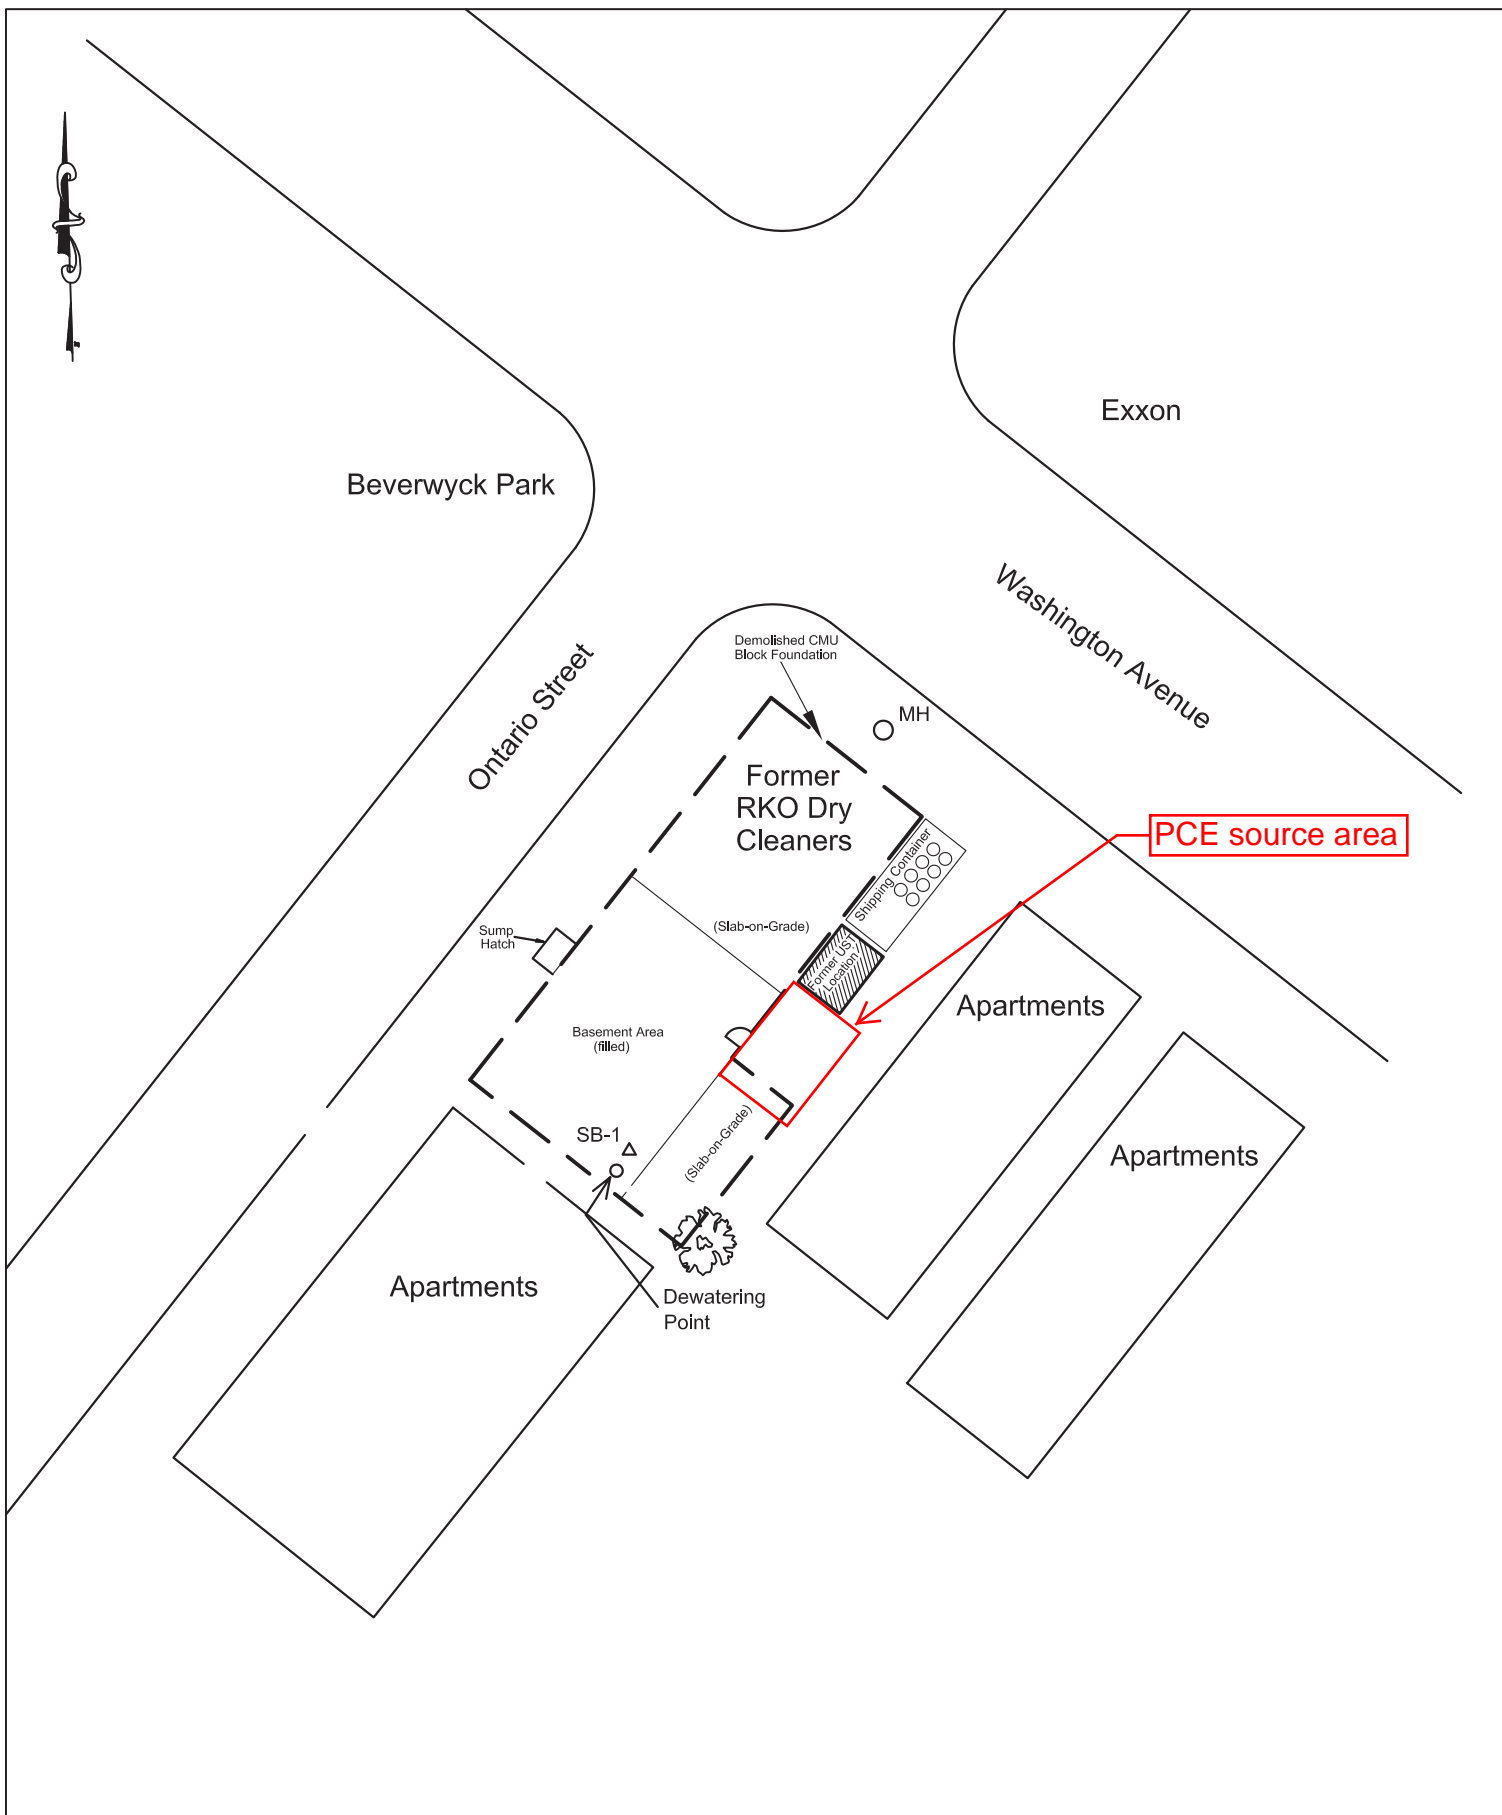 Exxon
Beverwyck Park
Washington Avenue
Ontario Street
Demolished CMU
Block Foundation
MH
Former
RKO Dry
Cleaners
PCE source area
Shipping Container
(Slab-on-Grade)
Sump
Hatch
Former UST
Location
Apartments
Basement Area
(filled)
(Slab-on-Grade)
SB-1
Apartments
Apartments
Dewatering
Point